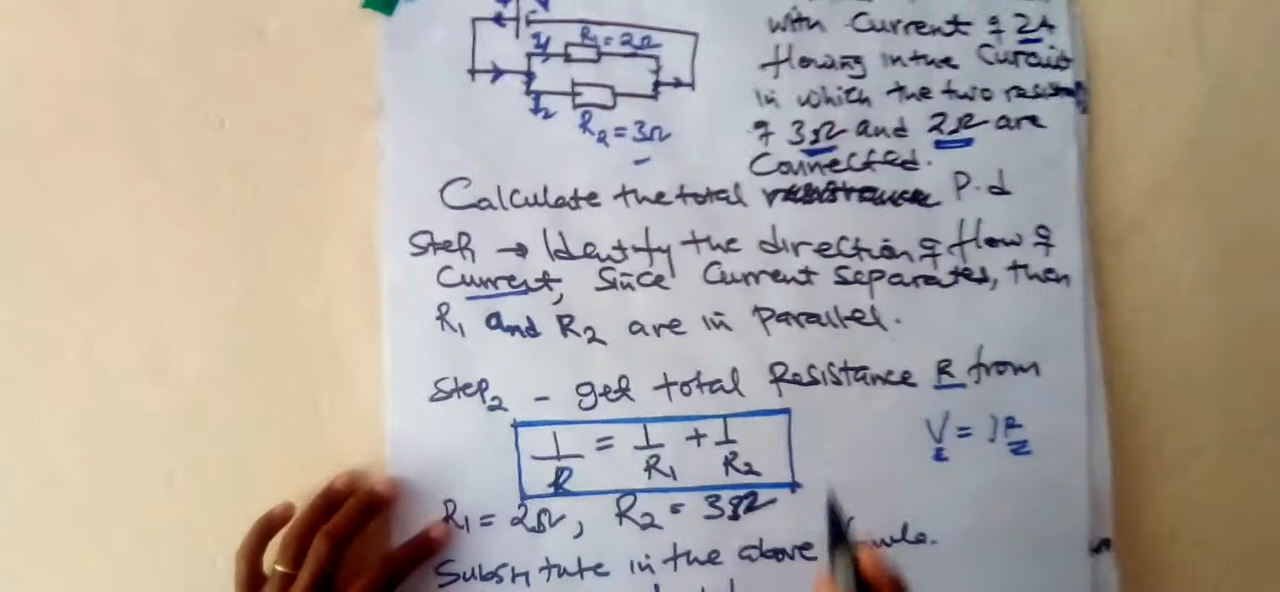 R₁ = 2Ω
I₁
I₂
R₂ = 3Ω
with Current of 2A
flowing in the Circuit
in which the two resistors
of 3Ω and 2Ω are
Connected.
Calculate the total P.d
Step → Identify the direction of flow of
Current, Since Current separates, then
R₁ and R₂ are in parallel.
Step₂ - get total Resistance R from
1/R = 1/R₁ + 1/R₂
V = IR
R₁ = 2Ω, R₂ = 3Ω
Substitute in the above